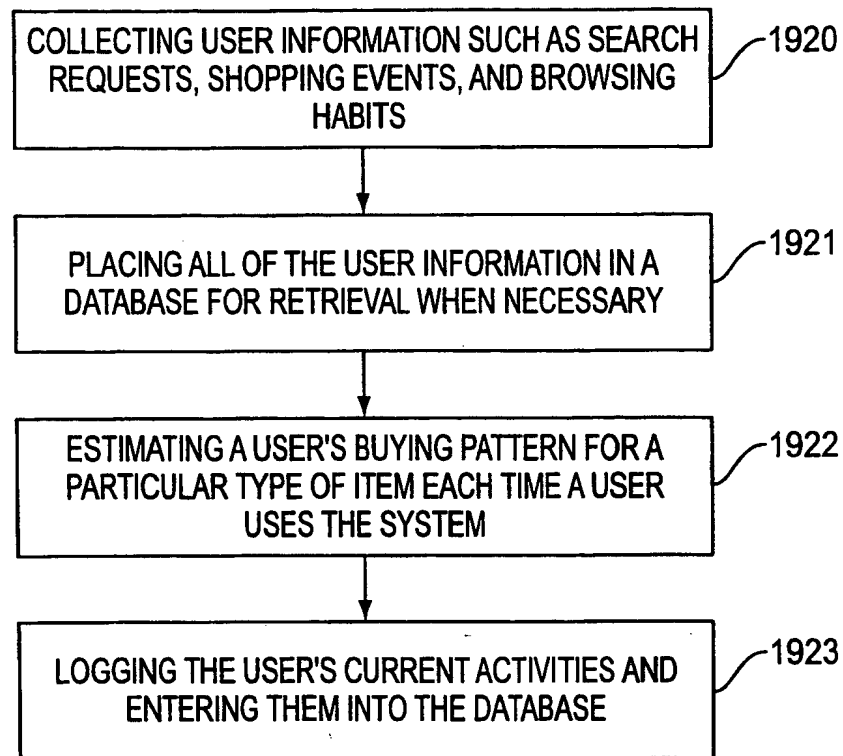 COLLECTING USER INFORMATION SUCH AS SEARCH
REQUESTS, SHOPPING EVENTS, AND BROWSING
HABITS
1920
PLACING ALL OF THE USER INFORMATION IN A
DATABASE FOR RETRIEVAL WHEN NECESSARY
1921
ESTIMATING A USER'S BUYING PATTERN FOR A
PARTICULAR TYPE OF ITEM EACH TIME A USER
USES THE SYSTEM
1922
LOGGING THE USER'S CURRENT ACTIVITIES AND
ENTERING THEM INTO THE DATABASE
1923